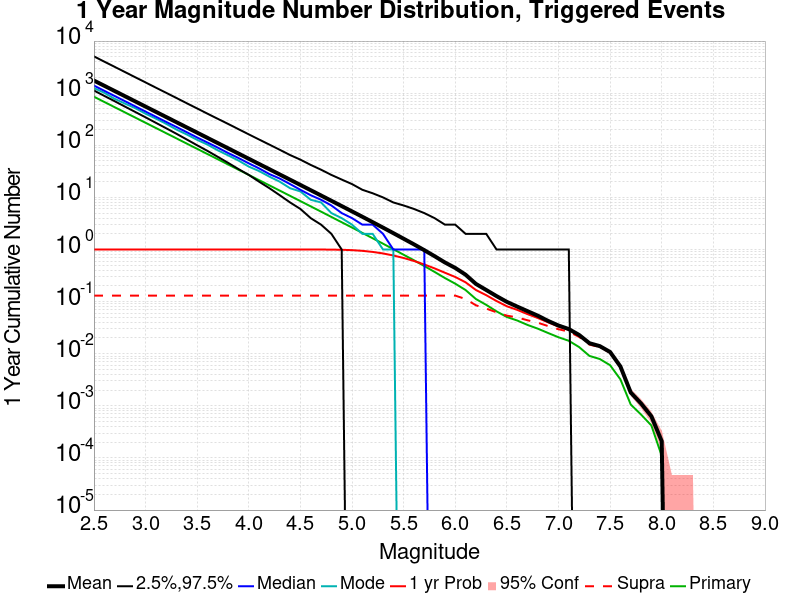 1 Year Magnitude Number Distribution, Triggered Events
1 Year Cumulative Number
10^4
10^3
10^2
10^1
10^0
10^-1
10^-2
10^-3
10^-4
10^-5
2.5 3.0 3.5 4.0 4.5 5.0 5.5 6.0 6.5 7.0 7.5 8.0 8.5 9.0
Magnitude
Mean 2.5%,97.5% Median Mode 1 yr Prob 95% Conf Supra Primary